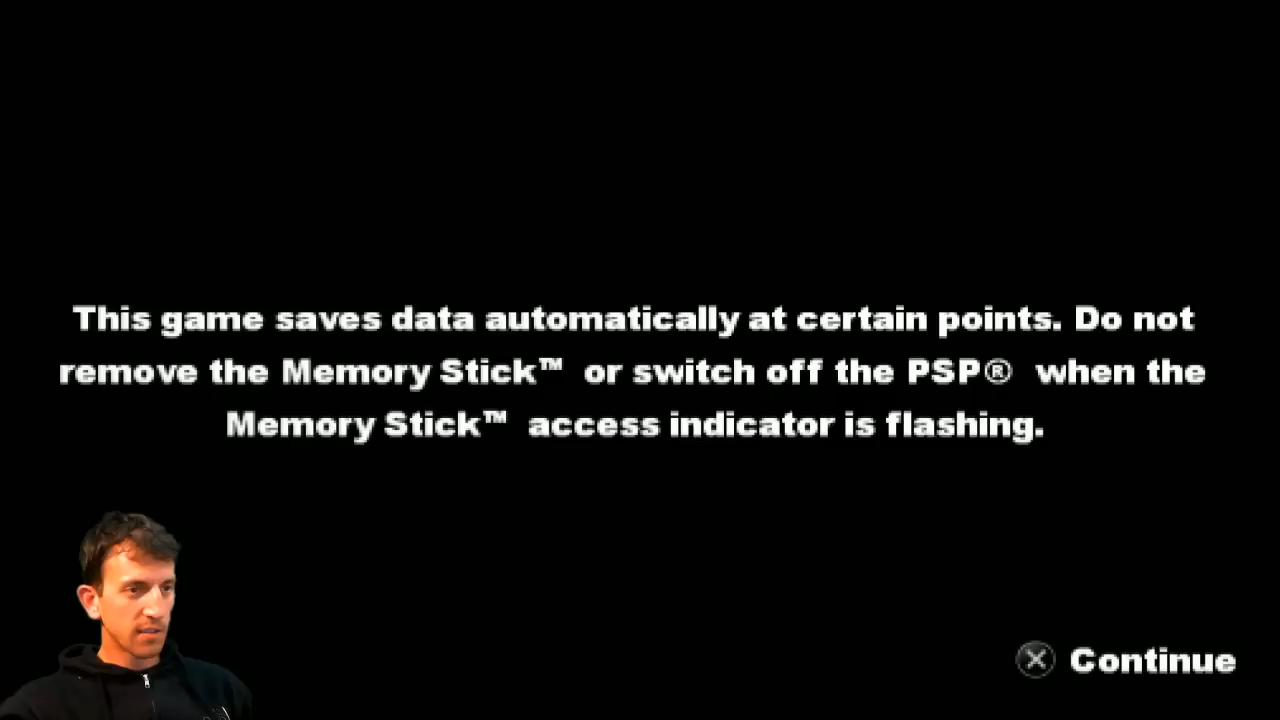 This game saves data automatically at certain points. Do not
remove the Memory Stick™ or switch off the PSP® when the
Memory Stick™ access indicator is flashing.
Continue